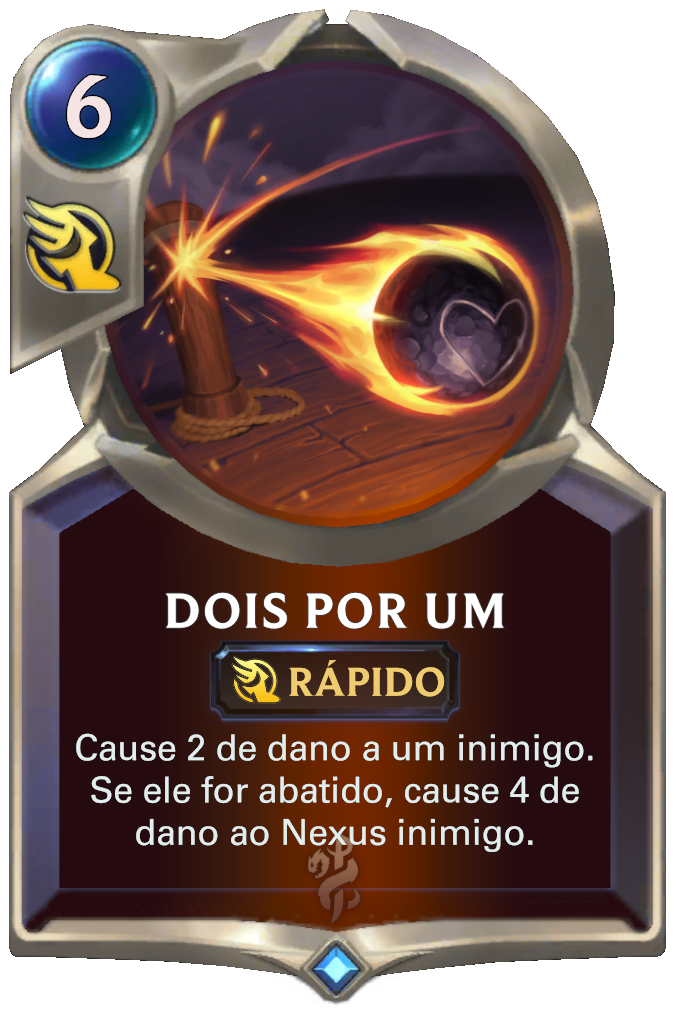 6
DOIS POR UM
RÁPIDO
Cause 2 de dano a um inimigo.
Se ele for abatido, cause 4 de
dano ao Nexus inimigo.